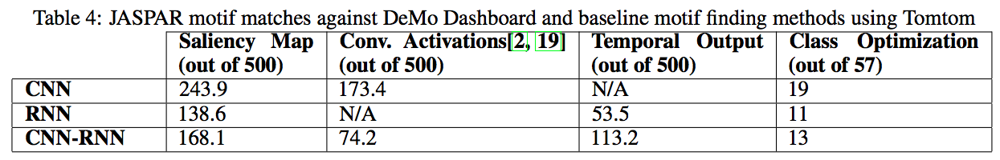 Table 4: JASPAR motif matches against DeMo Dashboard and baseline motif finding methods using Tomtom
Saliency Map (out of 500) Conv. Activations[2, 19] (out of 500) Temporal Output (out of 500) Class Optimization (out of 57)
CNN 243.9 173.4 N/A 19
RNN 138.6 N/A 53.5 11
CNN-RNN 168.1 74.2 113.2 13